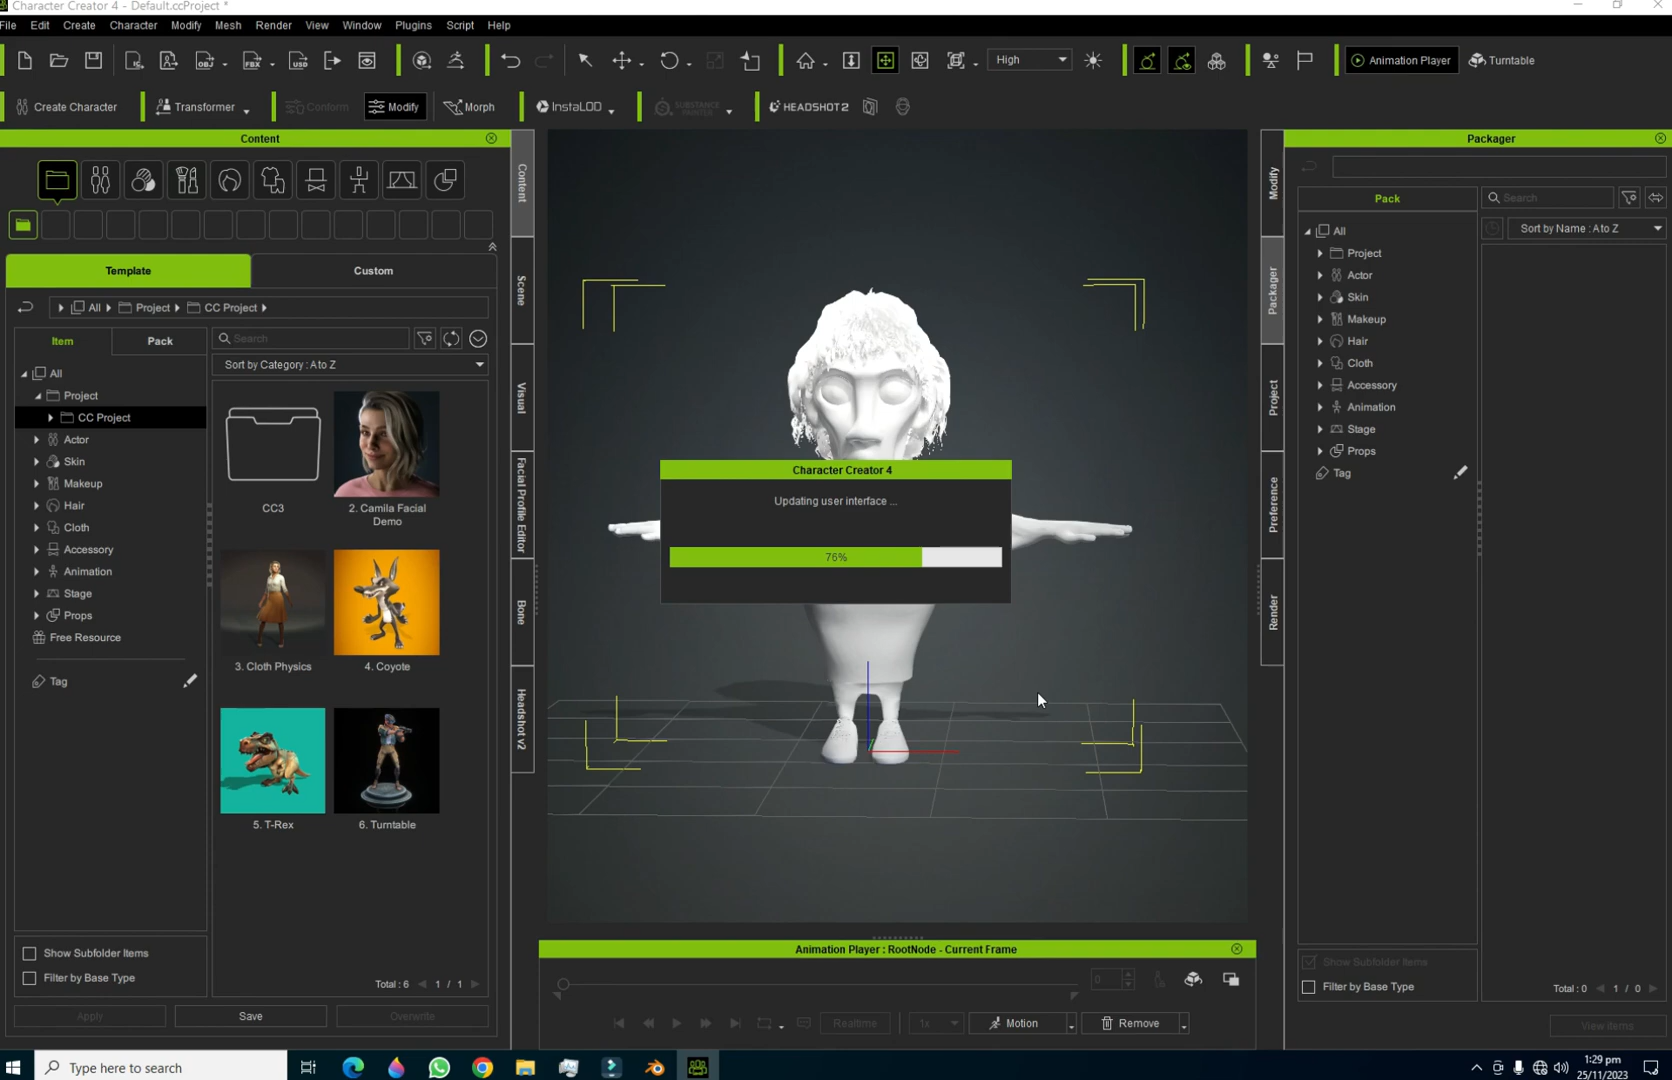 Character Creator 4 - Default.ccProject *
File Edit Create Character Modify Mesh Render View Window Plugins Script Help
OBJ FBX USD High Animation Player Turntable
Create Character Transformer Conform Modify Morph InstaLOD SUBSTANCE PAINTER HEADSHOT2
Content
Template Custom
All Project CC Project
Item Pack Search
Sort by Category : A to Z
All
Project
CC Project
Actor
Skin
Makeup
Hair
Cloth
Accessory
Animation
Stage
Props
Free Resource
Tag
CC3
2. Camila Facial
Demo
3. Cloth Physics
4. Coyote
5. T-Rex
6. Turntable
Show Subfolder Items
Filter by Base Type
Total : 6 1 / 1
Apply Save Overwrite
Content
Scene
Visual
Facial Profile Editor
Bone
Headshot v2
Character Creator 4
Updating user interface ...
76%
Animation Player : RootNode - Current Frame
0
Realtime 1x Motion Remove
Modify
Packager
Project
Preference
Render
Packager
Pack Search
Sort by Name : A to Z
All
Project
Actor
Skin
Makeup
Hair
Cloth
Accessory
Animation
Stage
Props
Tag
Show Subfolder Items
Filter by Base Type
Total : 0 1 / 0
View items
Type here to search
1:29 pm
25/11/2023